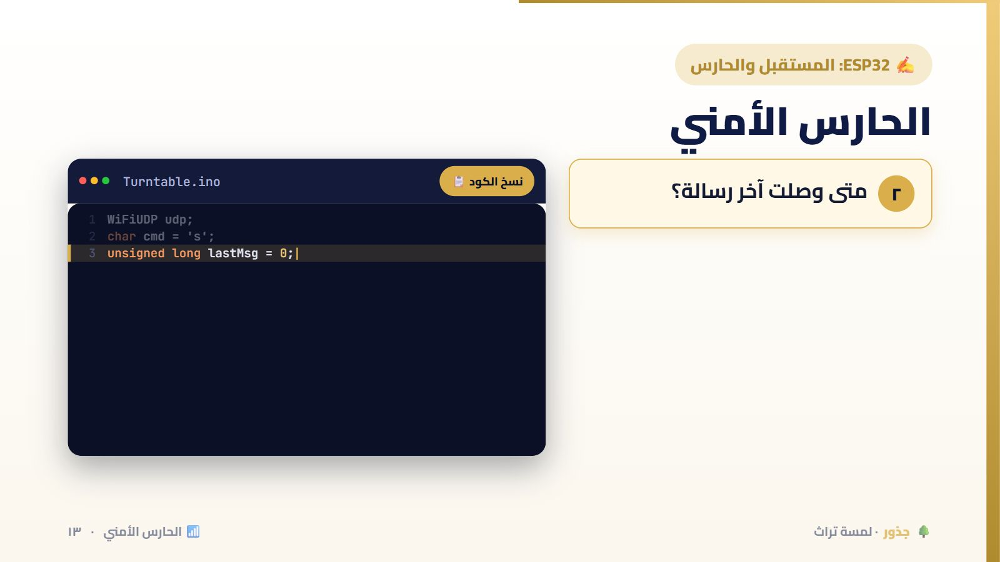 ✍️ ESP32: المستقبل والحارس
الحارس الأمني
٢ متى وصلت آخر رسالة؟
Turntable.ino
نسخ الكود 📋
1 WiFiUDP udp;
2 char cmd = 's';
3 unsigned long lastMsg = 0;
🌳 جذور · لمسة تراث
📊 الحارس الأمني · ١٣